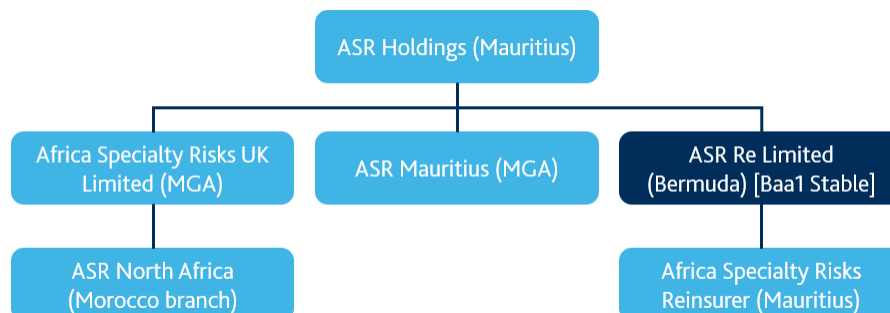 ASR Holdings (Mauritius)
Africa Specialty Risks UK
Limited (MGA)
ASR Mauritius (MGA)
ASR Re Limited
(Bermuda) [Baa1 Stable]
ASR North Africa
(Morocco branch)
Africa Specialty Risks
Reinsurer (Mauritius)